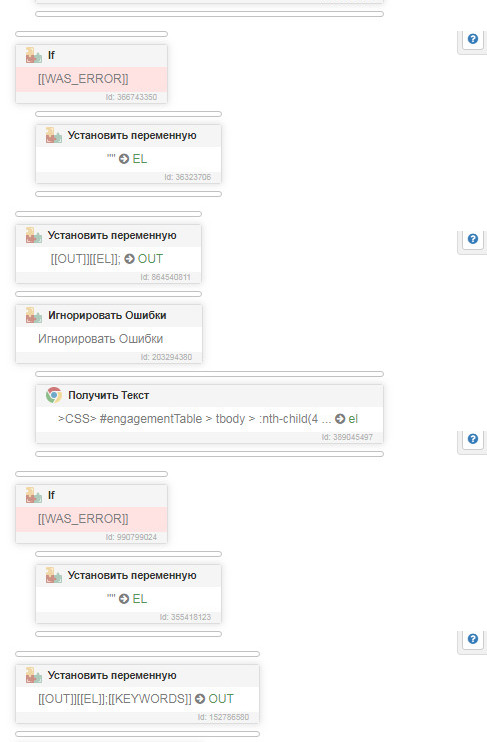 If
[[WAS_ERROR]]
Id: 366743350
Установить переменную
"" EL
Id: 36323706
Установить переменную
[[OUT]][[EL]]; OUT
Id: 864540811
Игнорировать Ошибки
Игнорировать Ошибки
Id: 203294380
Получить Текст
>CSS> #engagementTable > tbody > :nth-child(4 ... el
Id: 389045497
If
[[WAS_ERROR]]
Id: 990799024
Установить переменную
"" EL
Id: 355418123
Установить переменную
[[OUT]][[EL]];[[KEYWORDS]] OUT
Id: 152786580